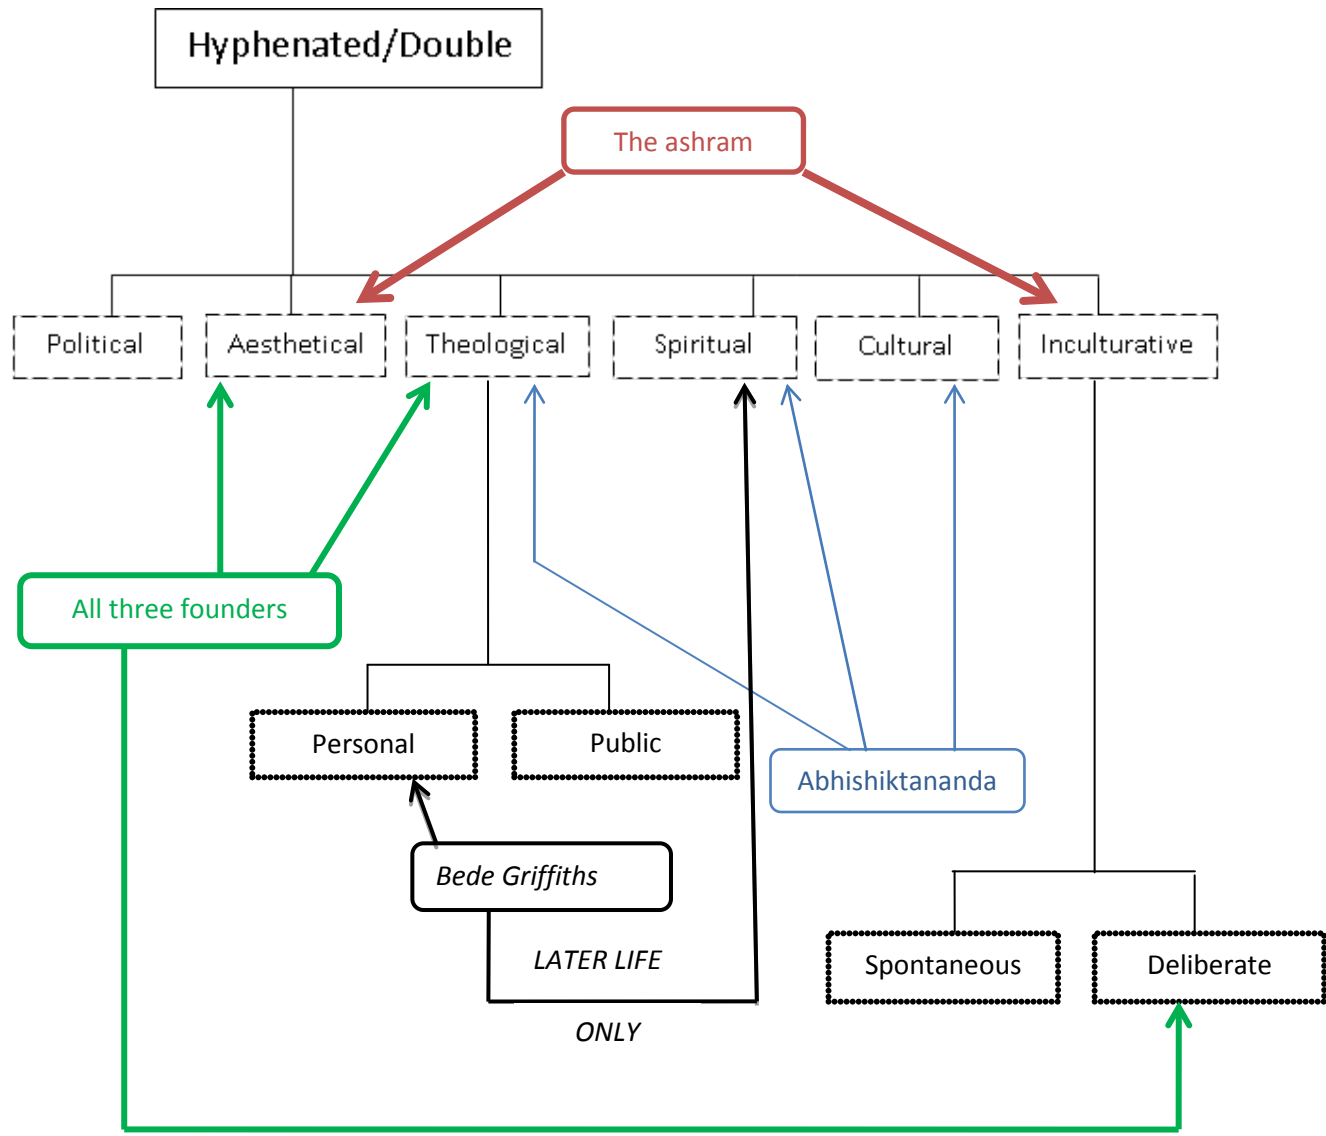 Hyphenated/Double
The ashram
Political
Aesthetical
Theological
Spiritual
Cultural
Inculturative
All three founders
Personal
Public
Abhishiktananda
Bede Griffiths
LATER LIFE
ONLY
Spontaneous
Deliberate